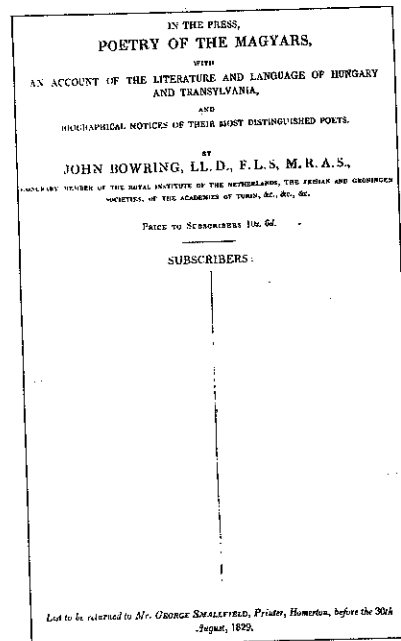 IN THE PRESS,
POETRY OF THE MAGYARS,
WITH
AN ACCOUNT OF THE LITERATURE AND LANGUAGE OF HUNGARY
AND TRANSYLVANIA,
AND
BIOGRAPHICAL NOTICES OF THEIR MOST DISTINGUISHED POETS.
BY
JOHN BOWRING, LL. D., F. L. S, M. R. A. S.,
HONORARY MEMBER OF THE ROYAL INSTITUTE OF THE NETHERLANDS, THE FRISIAN AND GRONINGEN
SOCIETIES, OF THE ACADEMIES OF TURIN, &c., &c., &c.
PRICE TO SUBSCRIBERS 10s. 6d.
SUBSCRIBERS:
List to be returned to Mr. GEORGE SMALLFIELD, Printer, Homerton, before the 30th
August, 1829.